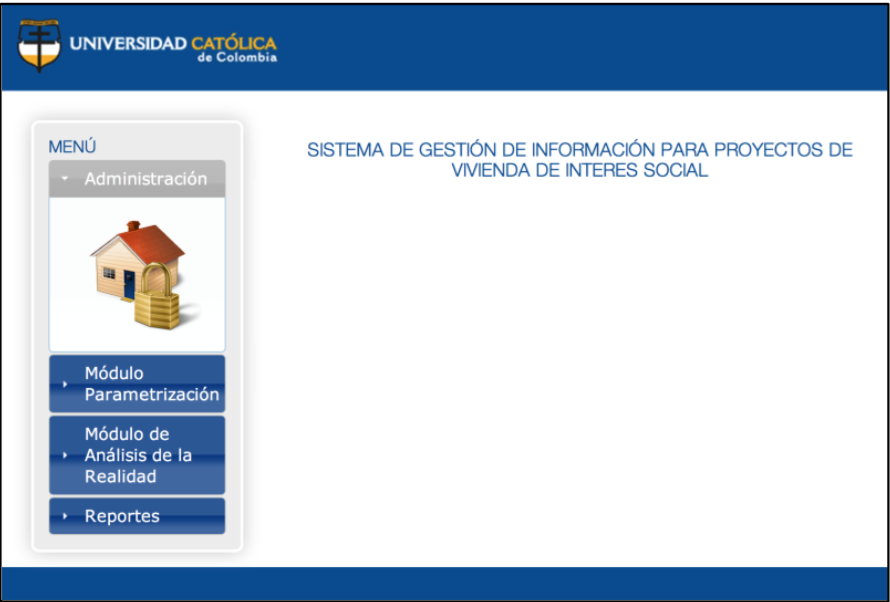 UNIVERSIDAD CATÓLICA
de Colombia
MENÚ
Administración
Módulo
Parametrización
Módulo de
Análisis de la
Realidad
Reportes
SISTEMA DE GESTIÓN DE INFORMACIÓN PARA PROYECTOS DE
VIVIENDA DE INTERES SOCIAL